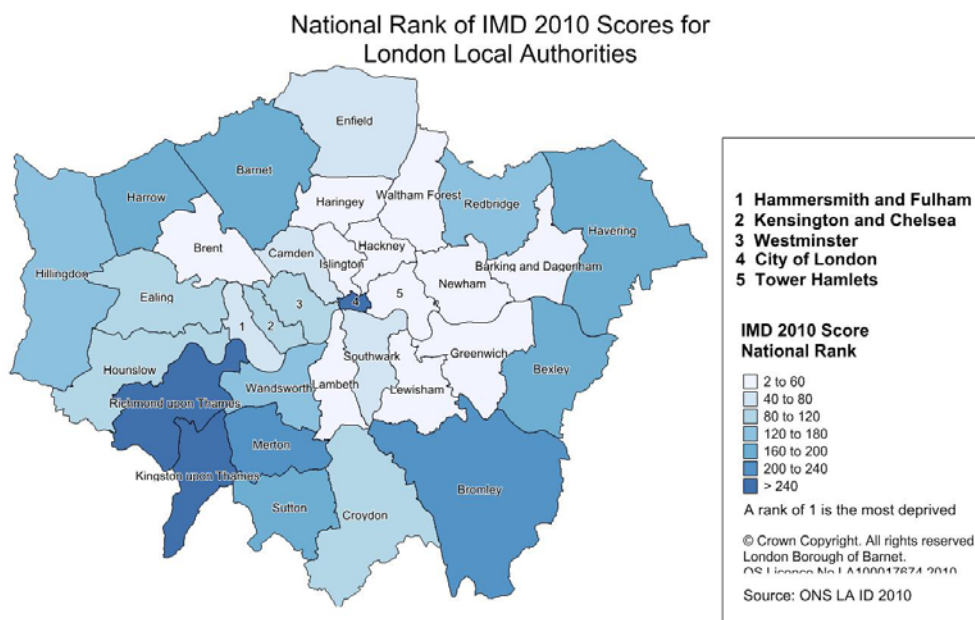 National Rank of IMD 2010 Scores for
London Local Authorities
Enfield
Barnet
Harrow
Waltham Forest
Redbridge
Haringey
Havering
Brent
Hackney
Camden
Islington
Hillingdon
Barking and Dagenham
Newham
Ealing
5
3
4
1
2
Southwark
Greenwich
Hounslow
Bexley
Wandsworth
Lambeth
Lewisham
Richmond upon Thames
Merton
Kingston upon Thames
Bromley
Sutton
Croydon
1 Hammersmith and Fulham
2 Kensington and Chelsea
3 Westminster
4 City of London
5 Tower Hamlets
IMD 2010 Score
National Rank
2 to 60
40 to 80
80 to 120
120 to 180
160 to 200
200 to 240
> 240
A rank of 1 is the most deprived
© Crown Copyright. All rights reserved
London Borough of Barnet.
OS Licence No LA100017674 2010
Source: ONS LA ID 2010